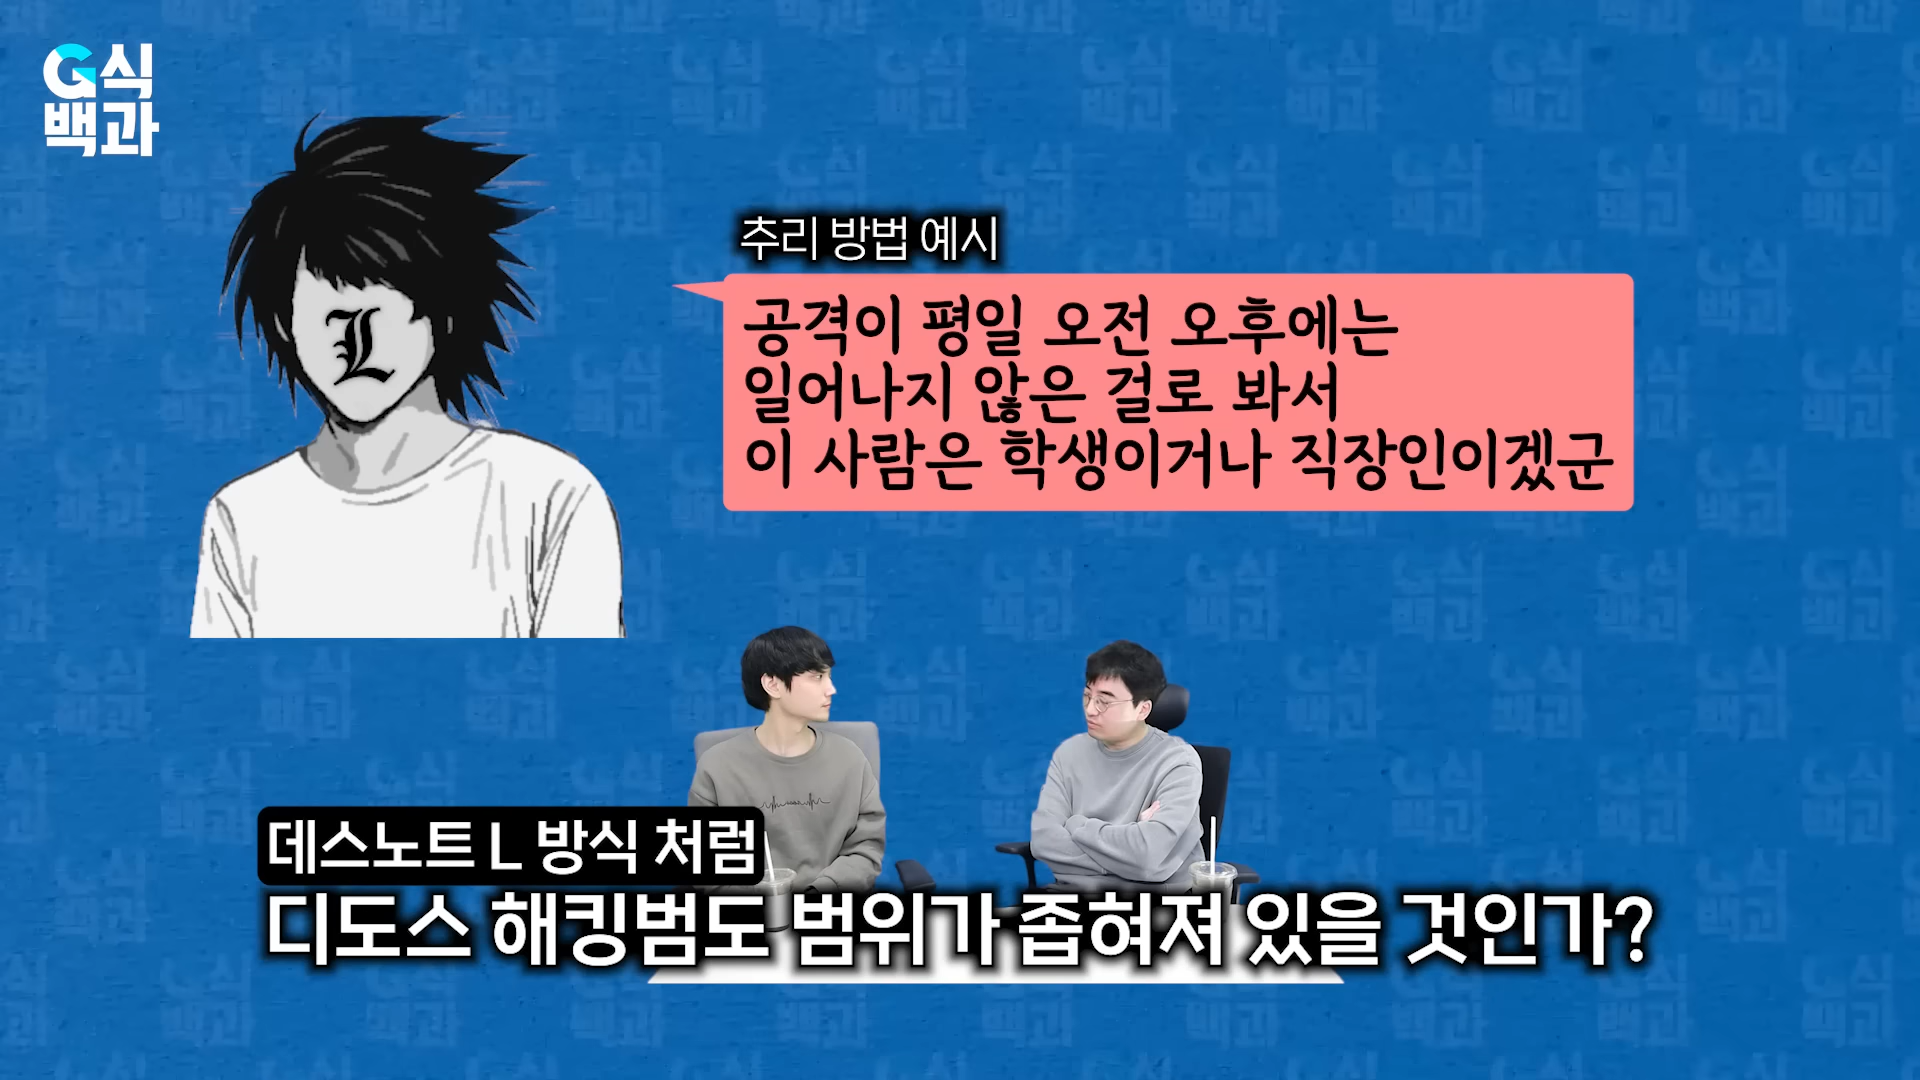 G식
백과
추리 방법 예시
공격이 평일 오전 오후에는
일어나지 않은 걸로 봐서
이 사람은 학생이거나 직장인이겠군
L
데스노트 L 방식 처럼
디도스 해킹범도 범위가 좁혀져 있을 것인가?